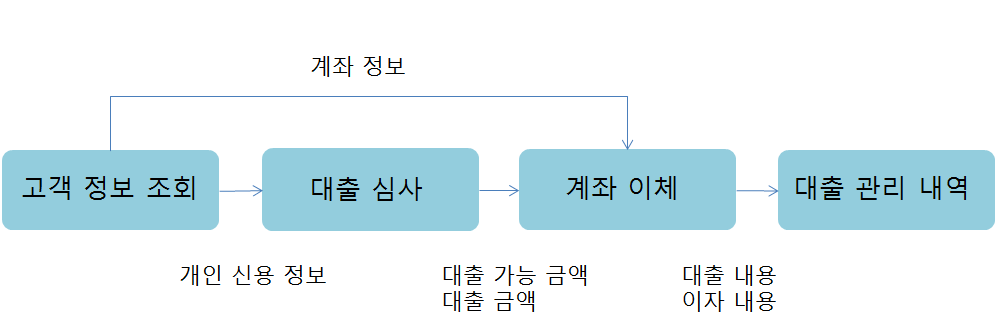 계좌 정보
고객 정보 조회
대출 심사
계좌 이체
대출 관리 내역
개인 신용 정보
대출 가능 금액
대출 금액
대출 내용
이자 내용